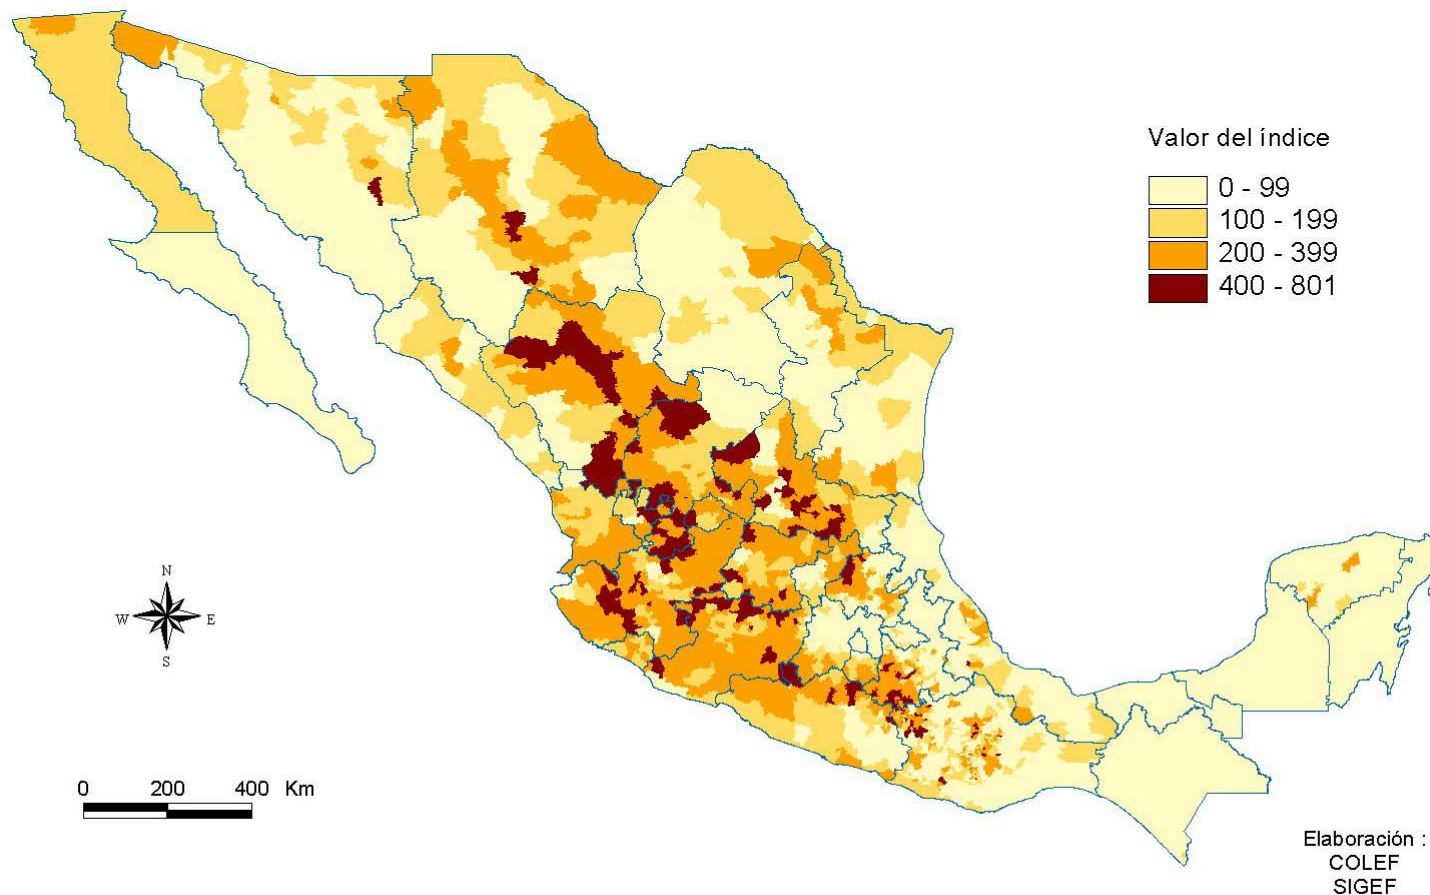 Valor del índice
0 - 99
100 - 199
200 - 399
400 - 801
N
W E
S
0 200 400 Km
Elaboración :
COLEF
SIGEF